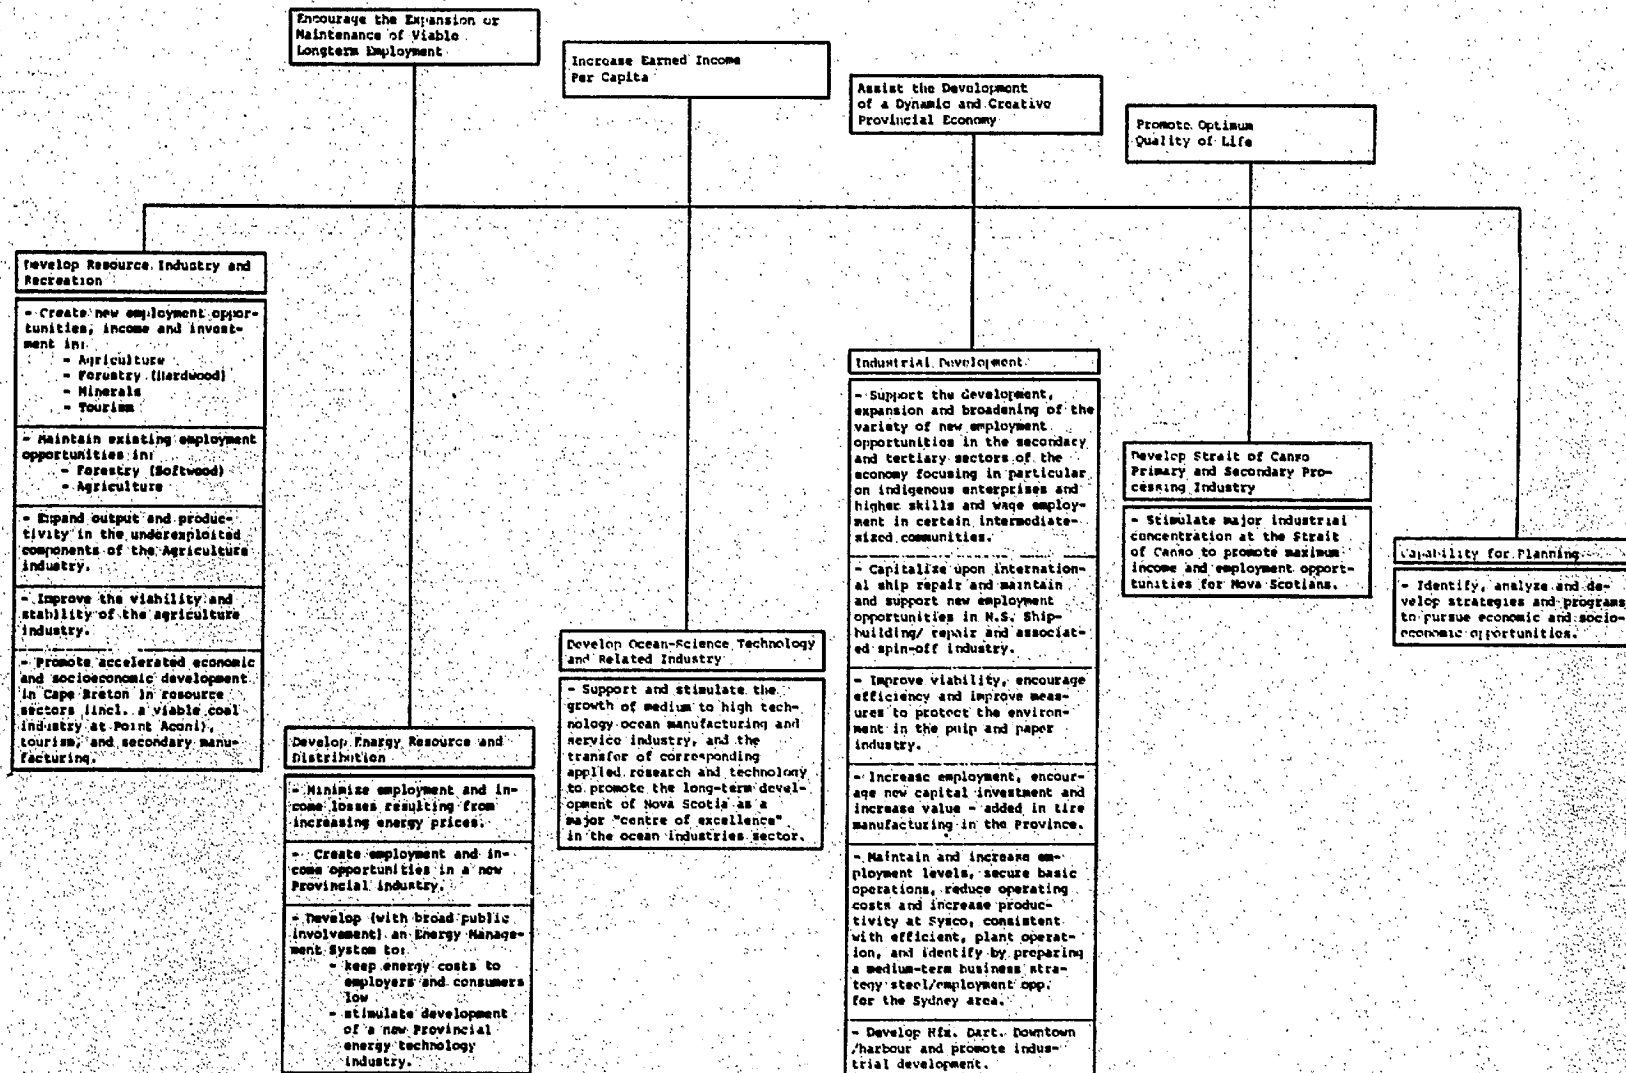 Encourage the Expansion or
Maintenance of Viable
Longterm Employment
Increase Earned Income
Per Capita
Assist the Development
of a Dynamic and Creative
Provincial Economy
Promote Optimum
Quality of Life
Develop Resource Industry and
Recreation
- Create new employment oppor-
tunities, income and invest-
ment in:
- Agriculture
- Forestry (Hardwood)
- Minerals
- Tourism
- Maintain existing employment
opportunities in:
- Forestry (Softwood)
- Agriculture
- Expand output and produc-
tivity in the underexploited
components of the Agriculture
industry.
- Improve the viability and
stability of the agriculture
industry.
- Promote accelerated economic
and socioeconomic development
in Cape Breton in resource
sectors (incl. a viable coal
industry at Point Aconi),
tourism, and secondary manu-
facturing.
Develop Energy Resource and
Distribution
- Minimize employment and in-
come losses resulting from
increasing energy prices.
- Create employment and in-
come opportunities in a new
Provincial industry.
- Develop (with broad public
involvement) an Energy Manage-
ment System to:
- keep energy costs to
employers and consumers
low
- stimulate development
of a new Provincial
energy technology
industry.
Develop Ocean-Science Technology
and Related Industry
- Support and stimulate the
growth of medium to high tech-
nology ocean manufacturing and
service industry, and the
transfer of corresponding
applied research and technology
to promote the long-term devel-
opment of Nova Scotia as a
major "centre of excellence"
in the ocean industries sector.
Industrial Development
- Support the development,
expansion and broadening of the
variety of new employment
opportunities in the secondary
and tertiary sectors of the
economy focusing in particular
on indigenous enterprises and
higher skills and wage employ-
ment in certain intermediate-
sized communities.
- Capitalize upon internation-
al ship repair and maintain
and support new employment
opportunities in N.S. Ship-
building/ repair and associat-
ed spin-off industry.
- Improve viability, encourage
efficiency and improve meas-
ures to protect the environ-
ment in the pulp and paper
industry.
- Increase employment, encour-
age new capital investment and
increase value - added in tire
manufacturing in the Province.
- Maintain and increase em-
ployment levels, secure basic
operations, reduce operating
costs and increase produc-
tivity at Sysco, consistent
with efficient, plant operat-
ion, and identify by preparing
a medium-term business stra-
tegy steel/employment opp.
for the Sydney area.
- Develop Hfx. Dart. Downtown
/harbour and promote indus-
trial development.
Develop Strait of Canso
Primary and Secondary Pro-
cessing Industry
- Stimulate major industrial
concentration at the Strait
of Canso to promote maximum
income and employment opport-
tunities for Nova Scotians.
Capability for Planning
- Identify, analyze and de-
velop strategies and programs
to pursue economic and socio-
economic opportunities.